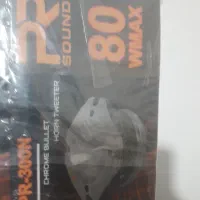 PR
SOUND
80
WMAX
PR-300N
CHROME BULLET
HORN TWEETER